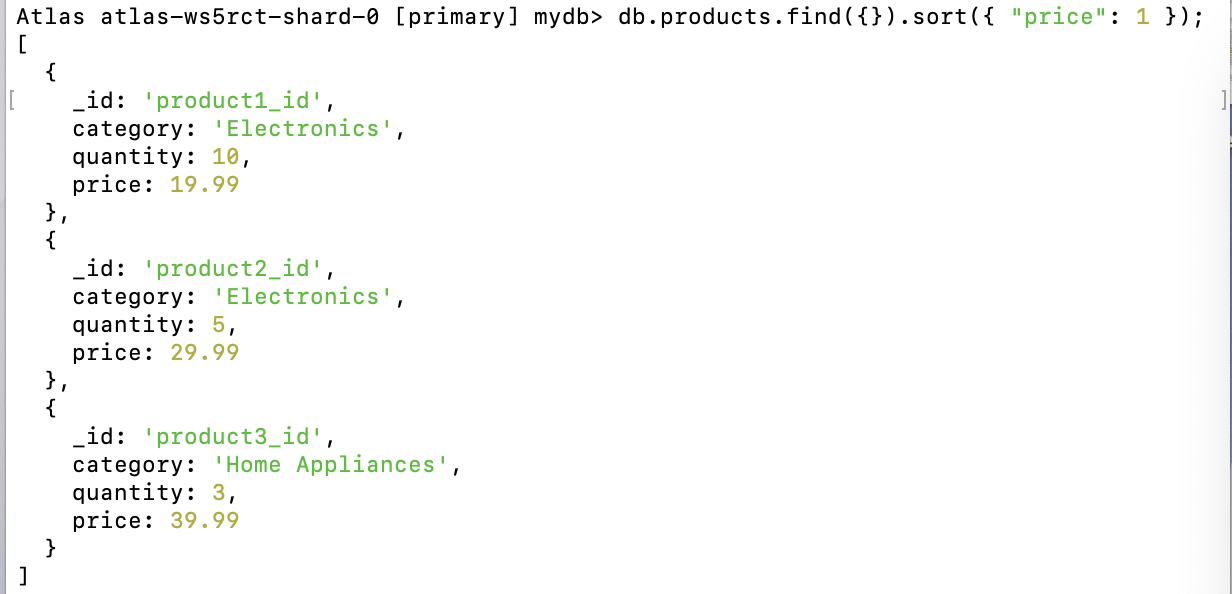 Atlas atlas-ws5rct-shard-0 [primary] mydb> db.products.find({}).sort({ "price": 1 });
[
  {
    _id: 'product1_id',
    category: 'Electronics',
    quantity: 10,
    price: 19.99
  },
  {
    _id: 'product2_id',
    category: 'Electronics',
    quantity: 5,
    price: 29.99
  },
  {
    _id: 'product3_id',
    category: 'Home Appliances',
    quantity: 3,
    price: 39.99
  }
]